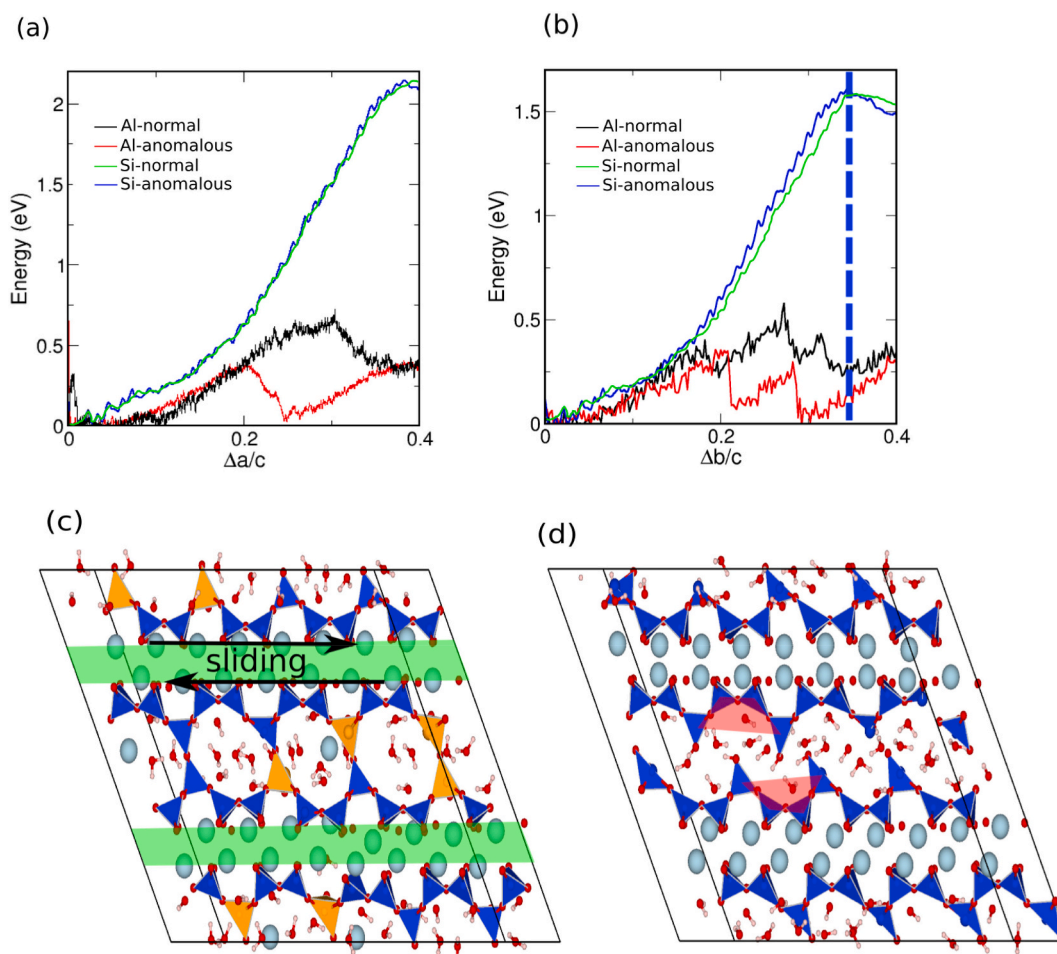 (a)
(b)
2
1.5
1
0.5
0
Energy (eV)
Al-normal
Al-anomalous
Si-normal
Si-anomalous
0
0.2
0.4
Δa/c
1.5
1
0.5
0
Energy (eV)
Al-normal
Al-anomalous
Si-normal
Si-anomalous
0
0.2
0.4
Δb/c
(c)
(d)
sliding